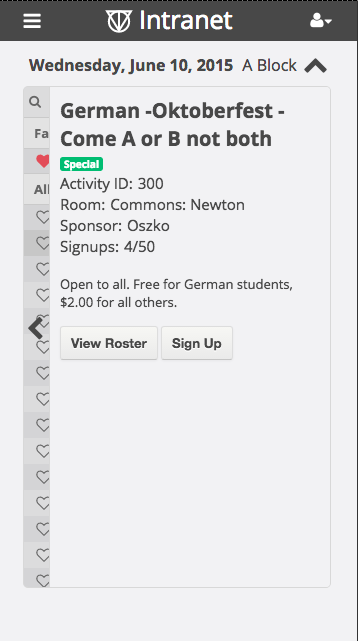 Intranet
Wednesday, June 10, 2015 A Block
German -Oktoberfest -
Come A or B not both
Special
Activity ID: 300
Room: Commons: Newton
Sponsor: Oszko
Signups: 4/50
Open to all. Free for German students,
$2.00 for all others.
View Roster Sign Up
Fa
All